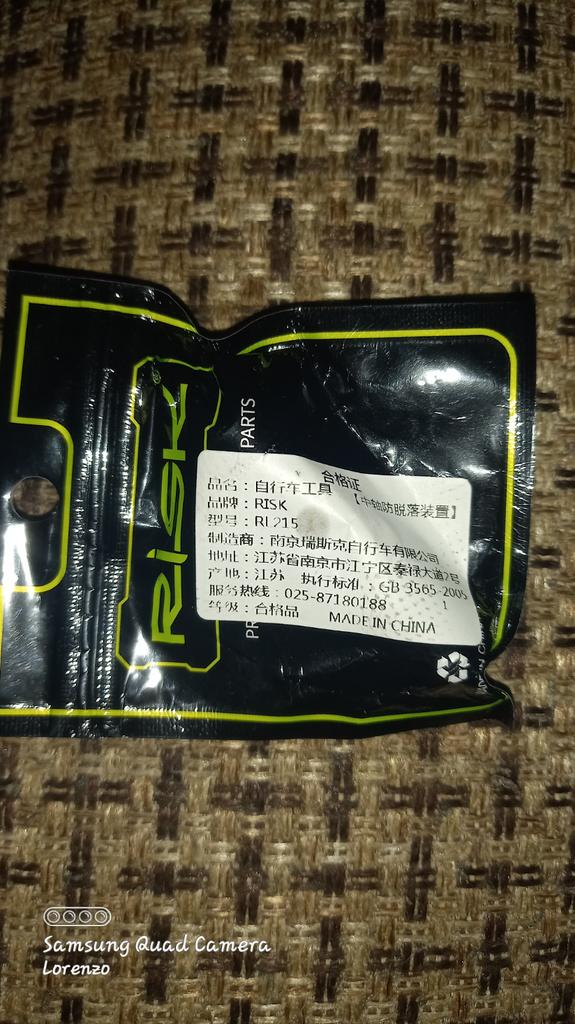 RISK
PARTS
合格证
品名：自行车工具
【中轴防脱落装置】
品牌：RISK
型号：RL215
制造商：南京瑞斯克自行车有限公司
地址：江苏省南京市江宁区秦禄大道2号
产地：江苏 执行标准：GB 3565-2005
服务热线：025-87180188
等级：合格品 MADE IN CHINA
Samsung Quad Camera
Lorenzo